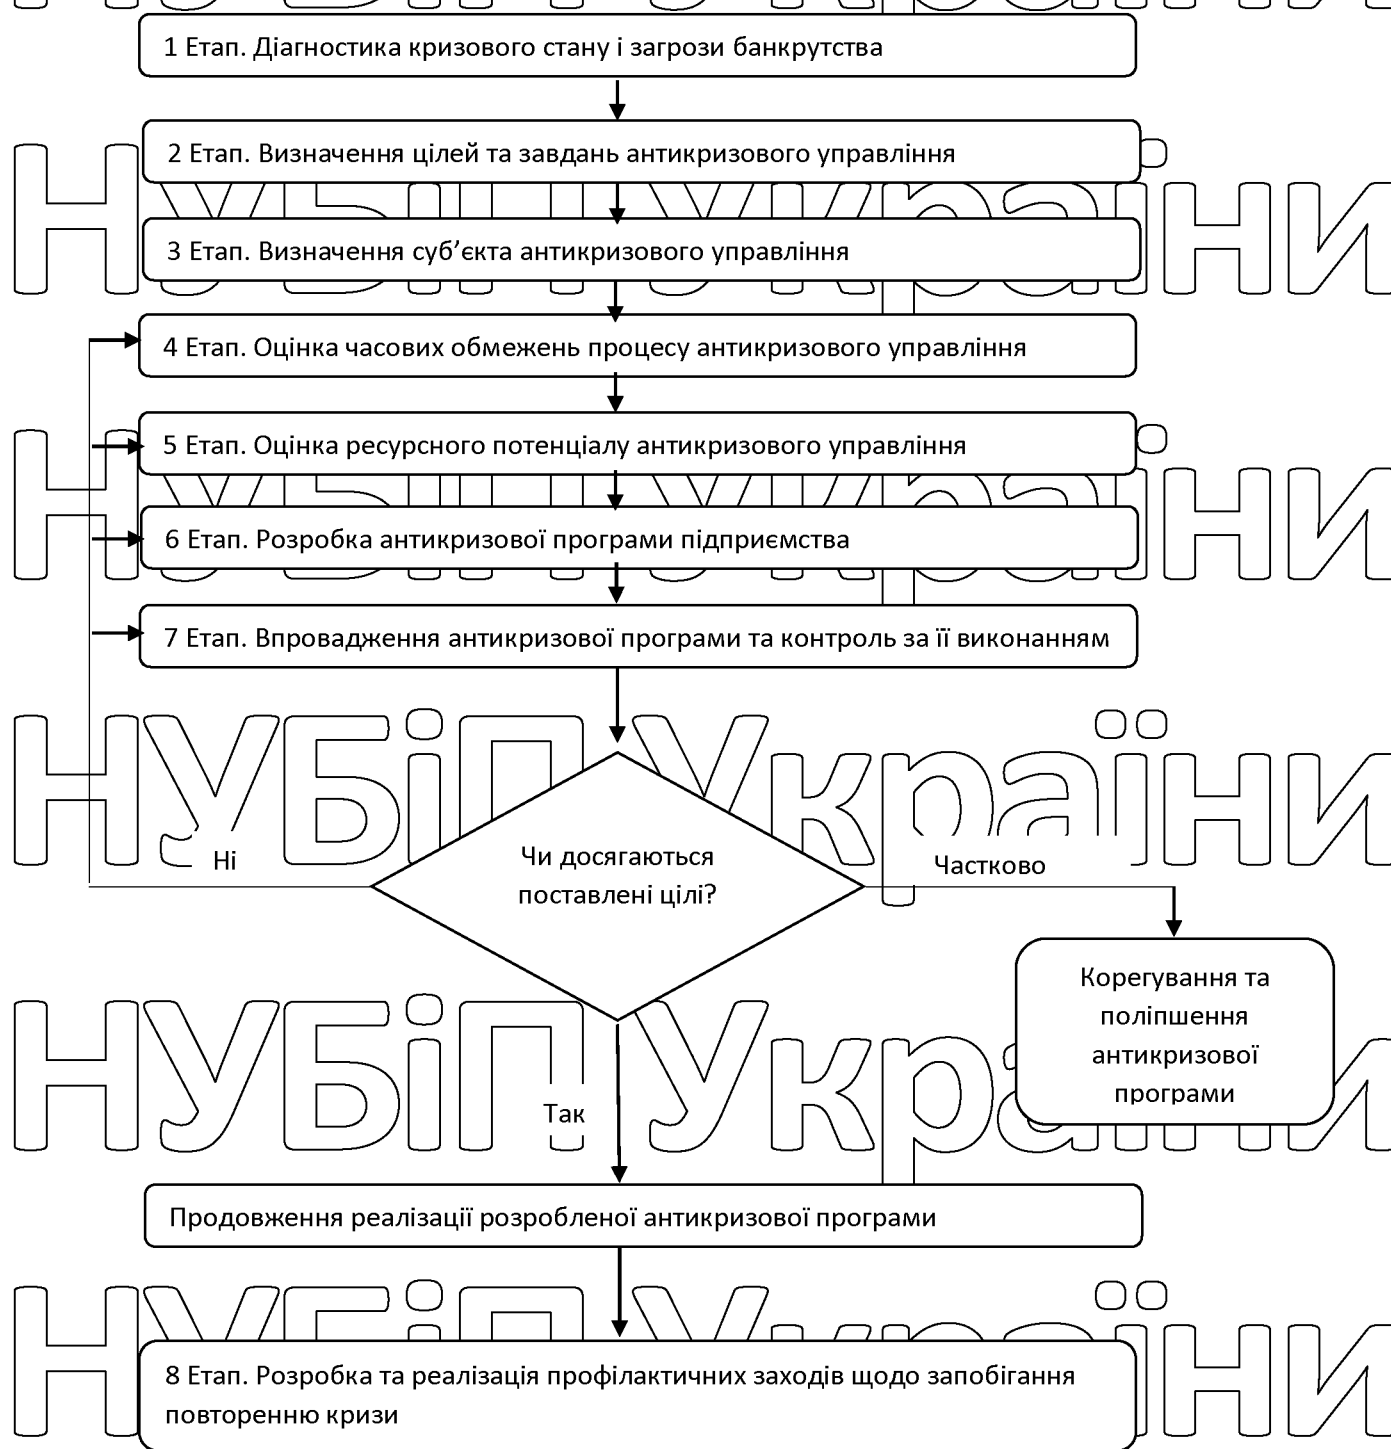 1 Етап. Діагностика кризового стану і загрози банкрутства
2 Етап. Визначення цілей та завдань антикризового управління
НУБіП України
3 Етап. Визначення суб’єкта антикризового управління
4 Етап. Оцінка часових обмежень процесу антикризового управління
5 Етап. Оцінка ресурсного потенціалу антикризового управління
НУБіП України
6 Етап. Розробка антикризової програми підприємства
7 Етап. Впровадження антикризової програми та контроль за її виконанням
НУБіП України
Ні
Чи досягаються
поставлені цілі?
Частково
Корегування та
поліпшення
антикризової
програми
НУБіП України
Так
Продовження реалізації розробленої антикризової програми
НУБіП України
8 Етап. Розробка та реалізація профілактичних заходів щодо запобігання
повторенню кризи